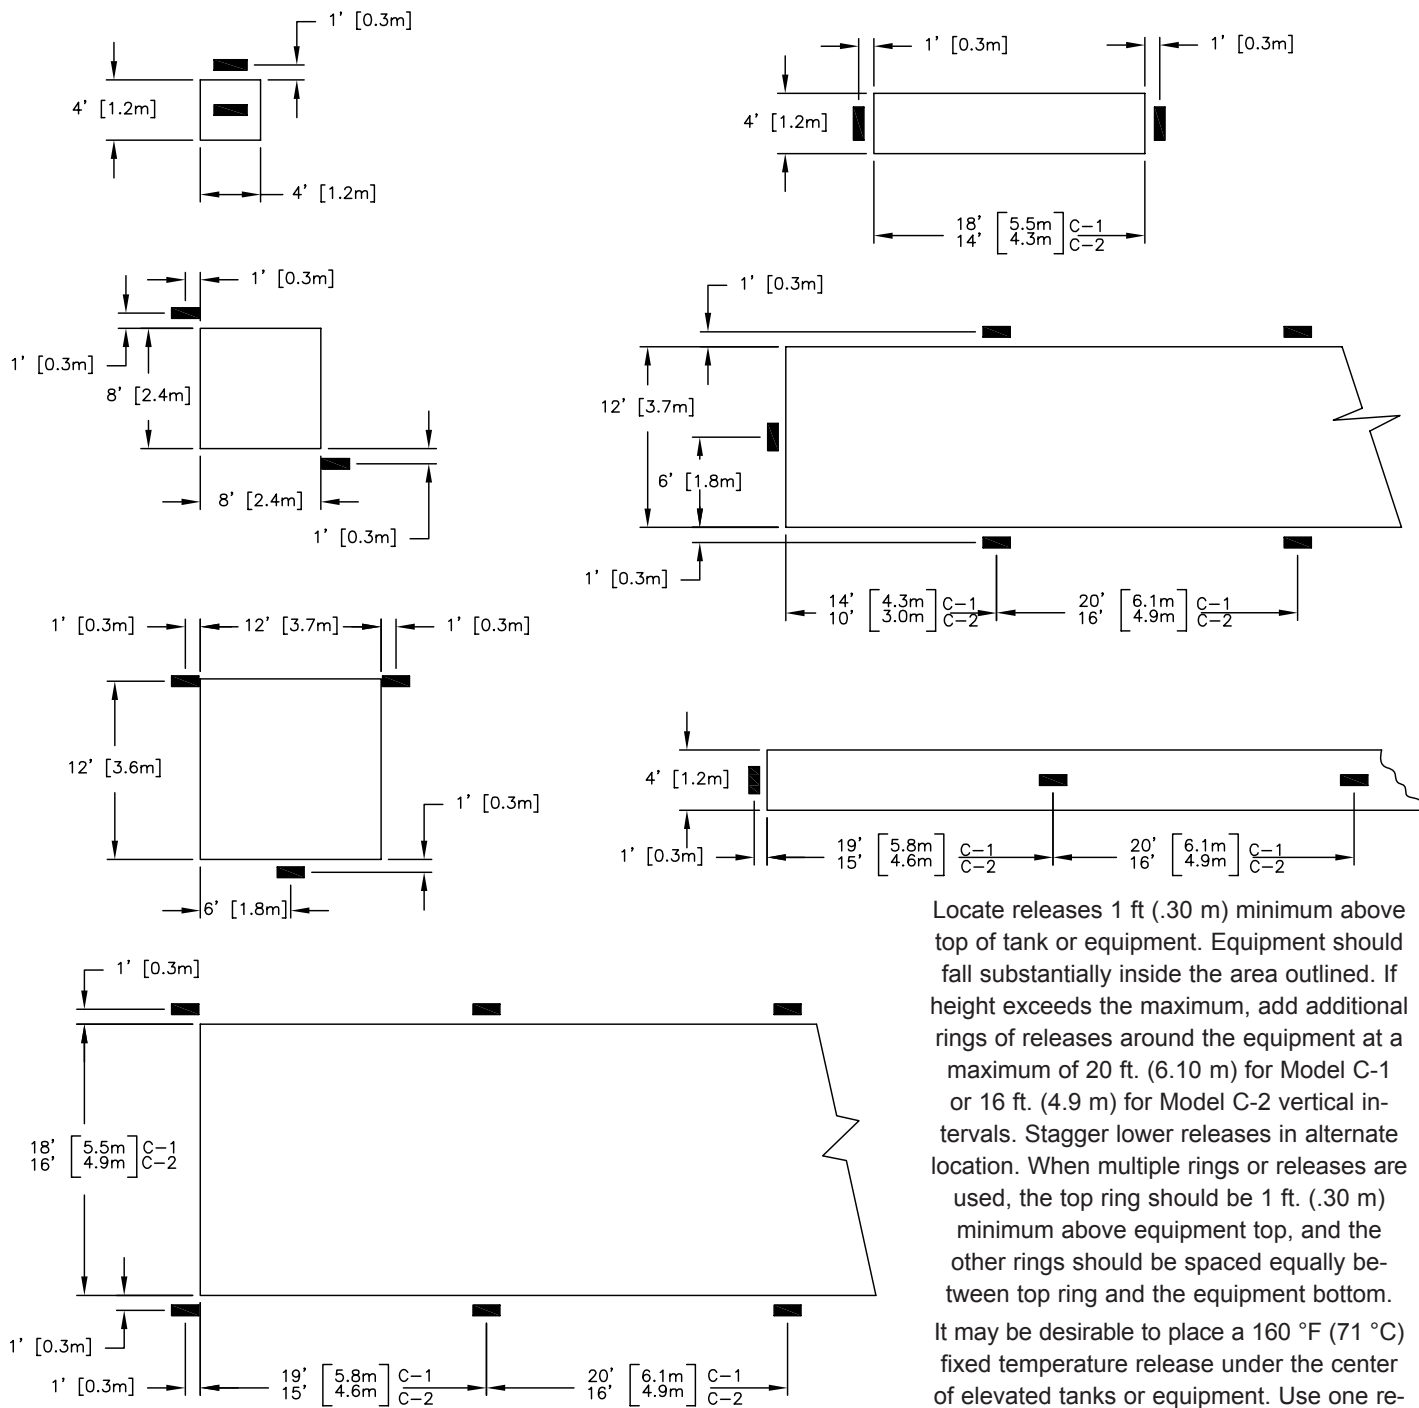 1' [0.3m]
4' [1.2m]
4' [1.2m]
1' [0.3m]
1' [0.3m]
4' [1.2m]
18' [5.5m] C-1
14' [4.3m] C-2
1' [0.3m]
1' [0.3m]
8' [2.4m]
8' [2.4m]
1' [0.3m]
1' [0.3m]
12' [3.7m]
6' [1.8m]
1' [0.3m]
14' [4.3m] C-1
10' [3.0m] C-2
20' [6.1m] C-1
16' [4.9m] C-2
1' [0.3m]
12' [3.7m]
1' [0.3m]
12' [3.6m]
1' [0.3m]
6' [1.8m]
4' [1.2m]
1' [0.3m]
19' [5.8m] C-1
15' [4.6m] C-2
20' [6.1m] C-1
16' [4.9m] C-2
1' [0.3m]
18' [5.5m] C-1
16' [4.9m] C-2
1' [0.3m]
1' [0.3m]
19' [5.8m] C-1
15' [4.6m] C-2
20' [6.1m] C-1
16' [4.9m] C-2
Locate releases 1 ft (.30 m) minimum above
top of tank or equipment. Equipment should
fall substantially inside the area outlined. If
height exceeds the maximum, add additional
rings of releases around the equipment at a
maximum of 20 ft. (6.10 m) for Model C-1
or 16 ft. (4.9 m) for Model C-2 vertical in-
tervals. Stagger lower releases in alternate
location. When multiple rings or releases are
used, the top ring should be 1 ft. (.30 m)
minimum above equipment top, and the
other rings should be spaced equally be-
tween top ring and the equipment bottom.
It may be desirable to place a 160 °F (71 °C)
fixed temperature release under the center
of elevated tanks or equipment. Use one re-